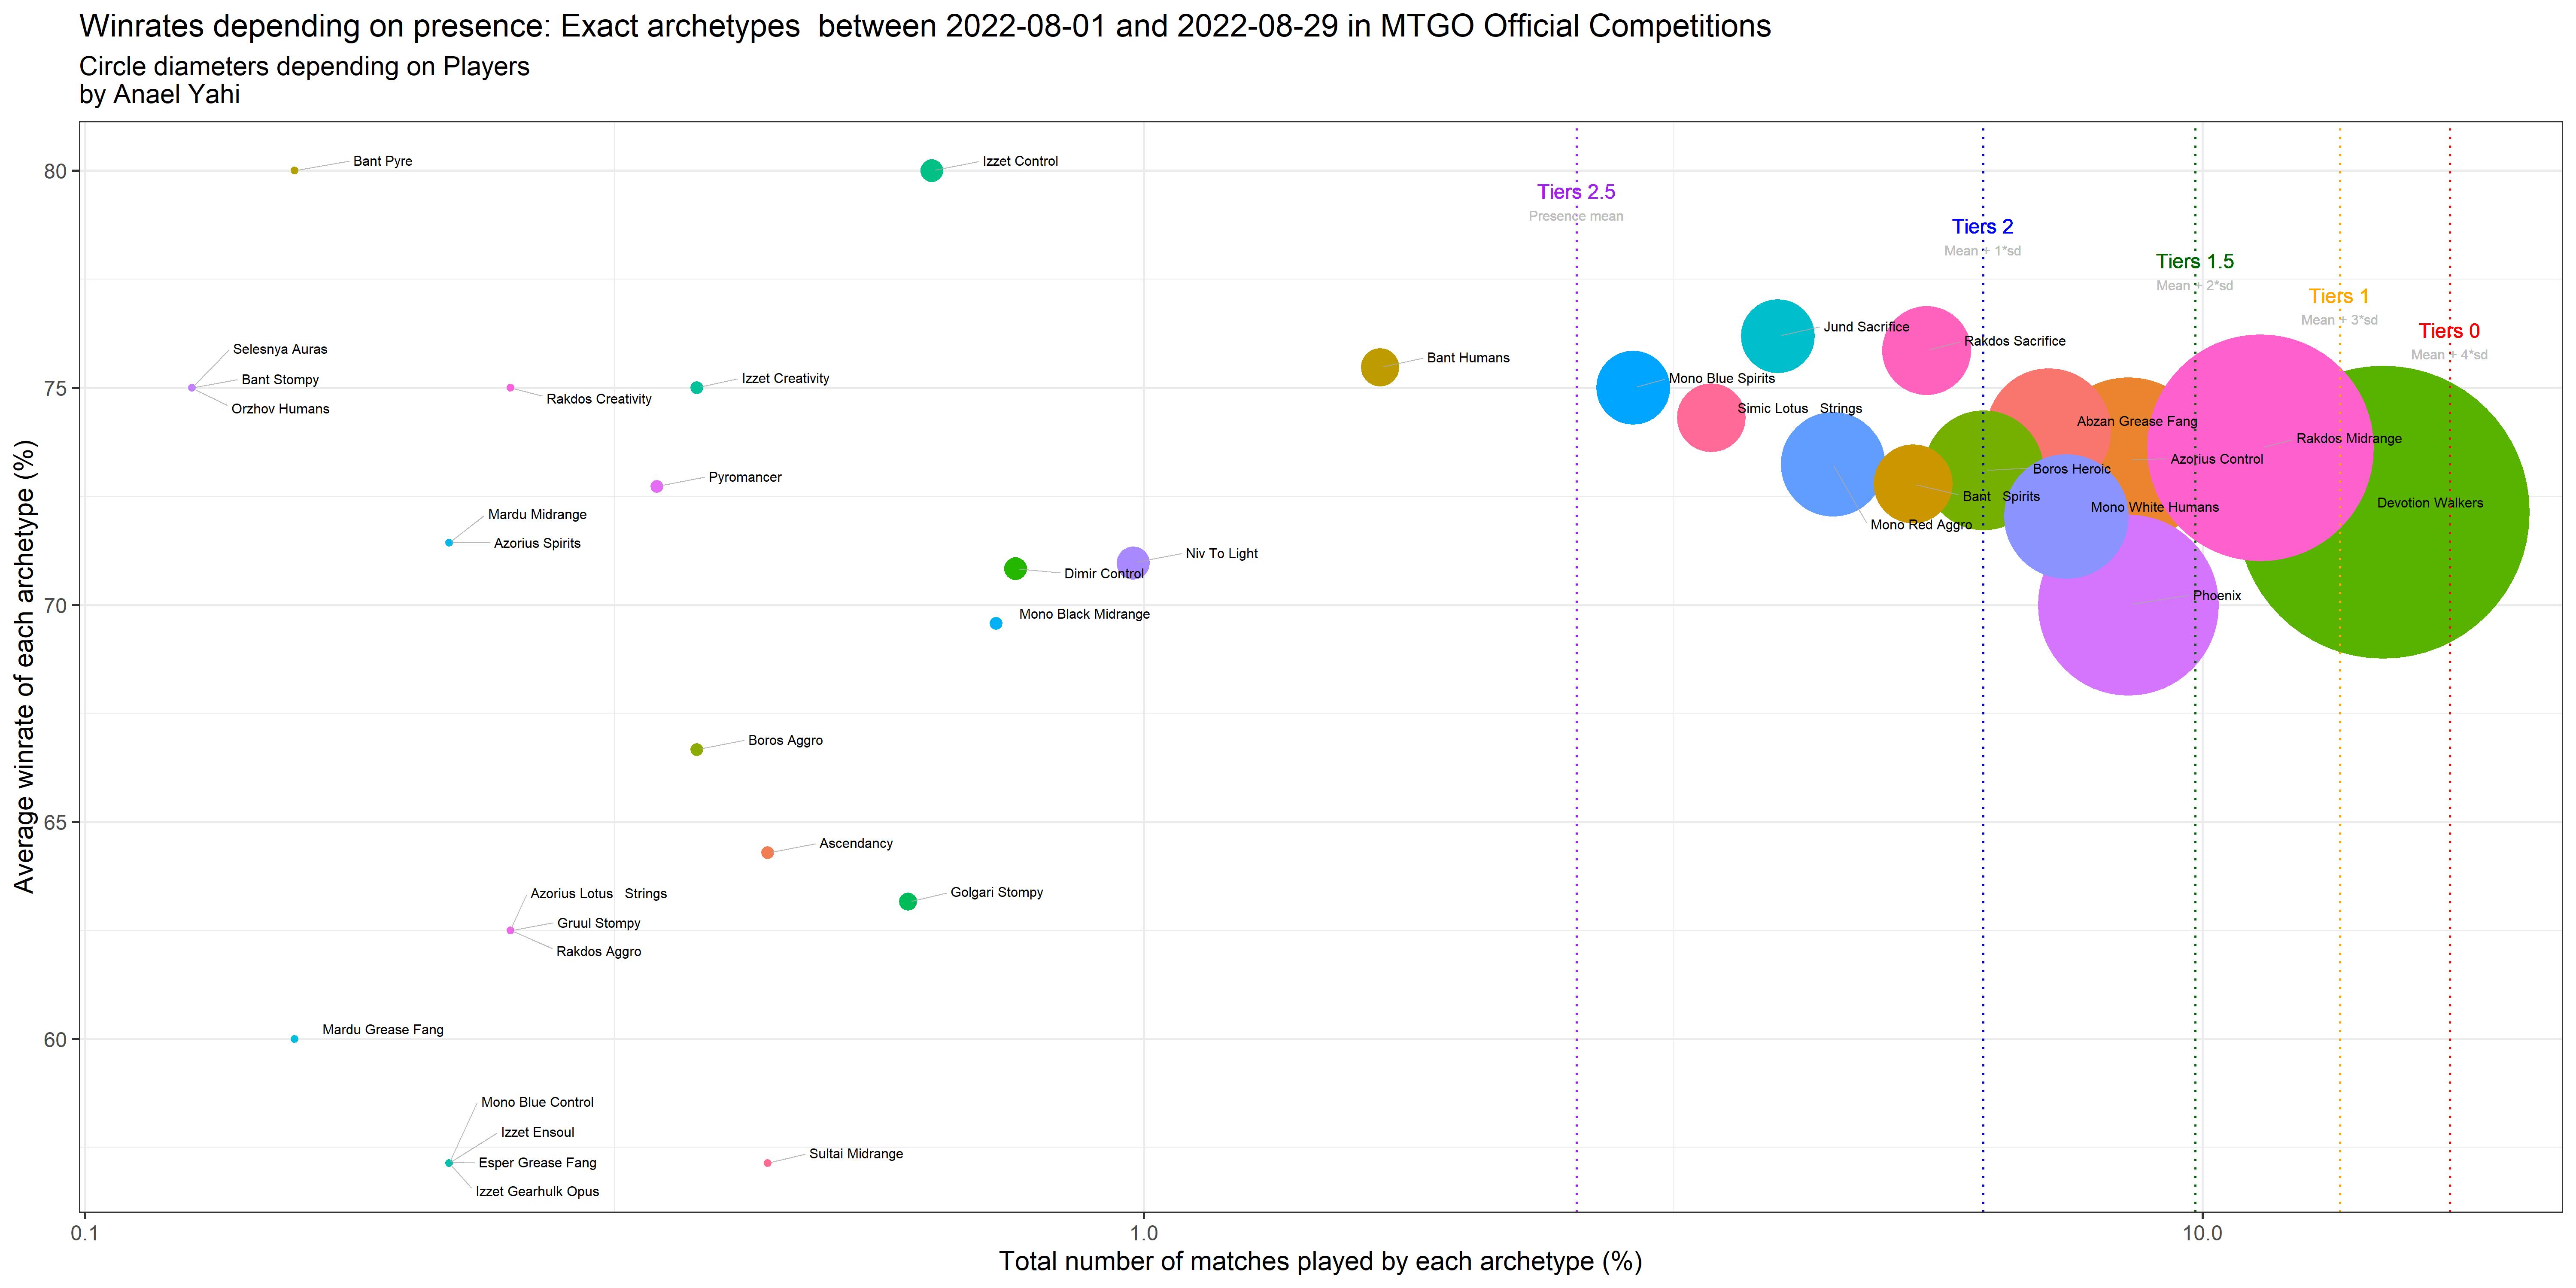 Winrates depending on presence: Exact archetypes  between 2022-08-01 and 2022-08-29 in MTGO Official Competitions
Circle diameters depending on Players
by Anael Yahi
Average winrate of each archetype (%)
80
75
70
65
60
Bant Pyre
Izzet Control
Tiers 2.5
Presence mean
Tiers 2
Mean + 1*sd
Tiers 1.5
Mean + 2*sd
Tiers 1
Mean + 3*sd
Tiers 0
Mean + 4*sd
Selesnya Auras
Bant Stompy
Orzhov Humans
Rakdos Creativity
Izzet Creativity
Bant Humans
Jund Sacrifice
Rakdos Sacrifice
Mono Blue Spirits
Simic Lotus   Strings
Abzan Grease Fang
Rakdos Midrange
Azorius Control
Boros Heroic
Bant   Spirits
Devotion Walkers
Mono White Humans
Mono Red Aggro
Pyromancer
Mardu Midrange
Azorius Spirits
Niv To Light
Dimir Control
Phoenix
Mono Black Midrange
Boros Aggro
Ascendancy
Golgari Stompy
Azorius Lotus   Strings
Gruul Stompy
Rakdos Aggro
Mardu Grease Fang
Mono Blue Control
Izzet Ensoul
Esper Grease Fang
Izzet Gearhulk Opus
Sultai Midrange
0.1
1.0
10.0
Total number of matches played by each archetype (%)